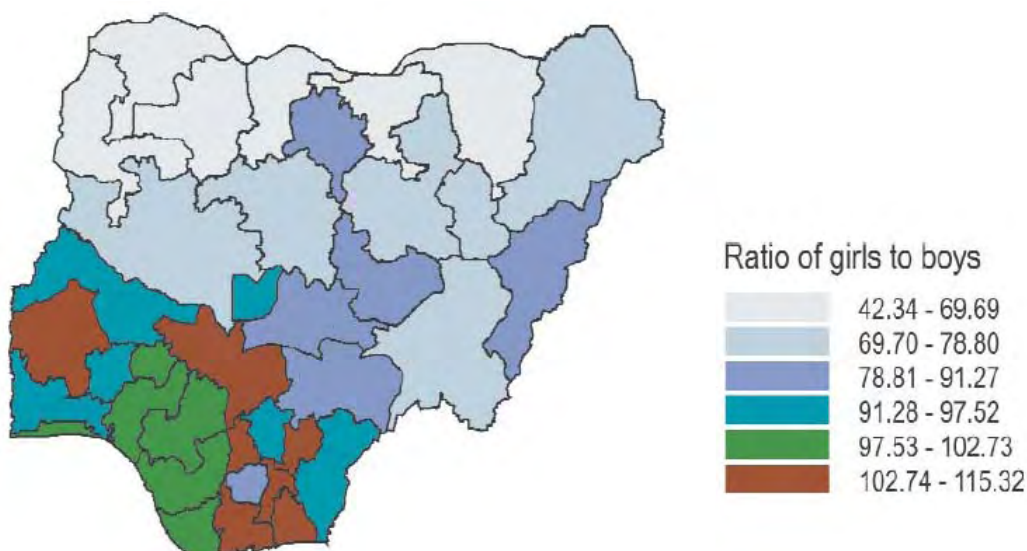 Ratio of girls to boys
42.34 - 69.69
69.70 - 78.80
78.81 - 91.27
91.28 - 97.52
97.53 - 102.73
102.74 - 115.32